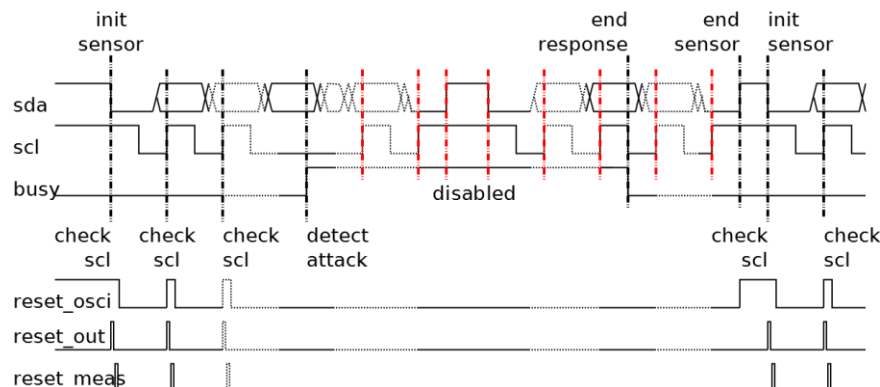 init end end init
sensor response sensor sensor
sda
scl
busy
disabled
check check check detect check check
scl scl scl attack scl scl
reset_osci
reset_out
reset_meas